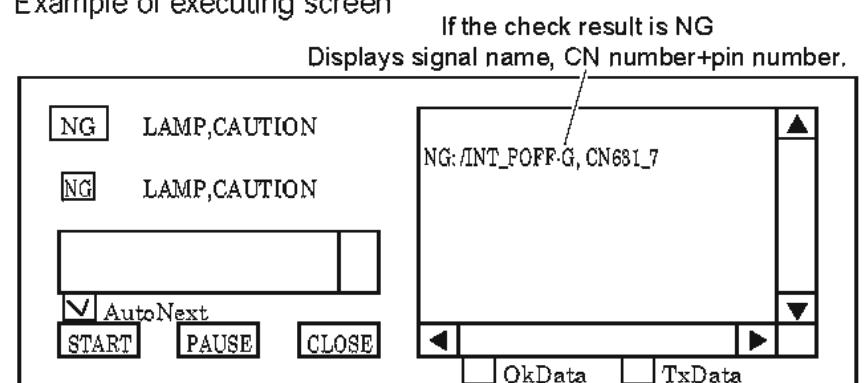 Example of executing screen
If the check result is NG
Displays signal name, CN number+pin number.
NG LAMP,CAUTION
NG LAMP,CAUTION
NG: /INT_POFF-G, CN681_7
AutoNext
START PAUSE CLOSE
OkData TxData